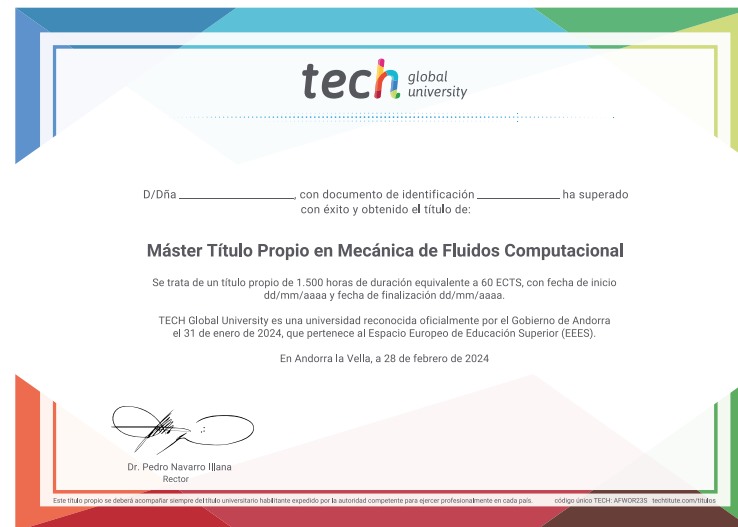 tech global university
D/Dña ______________, con documento de identificación ______________ ha superado
con éxito y obtenido el título de:
Máster Título Propio en Mecánica de Fluidos Computacional
Se trata de un título propio de 1.500 horas de duración equivalente a 60 ECTS, con fecha de inicio
dd/mm/aaaa y fecha de finalización dd/mm/aaaa.
TECH Global University es una universidad reconocida oficialmente por el Gobierno de Andorra
el 31 de enero de 2024, que pertenece al Espacio Europeo de Educación Superior (EEES).
En Andorra la Vella, a 28 de febrero de 2024
Dr. Pedro Navarro Illana
Rector
Este título propio se deberá acompañar siempre del título universitario habilitante expedido por la autoridad competente para ejercer profesionalmente en cada país. código único TECH: AFWOR23S techtitute.com/titulos